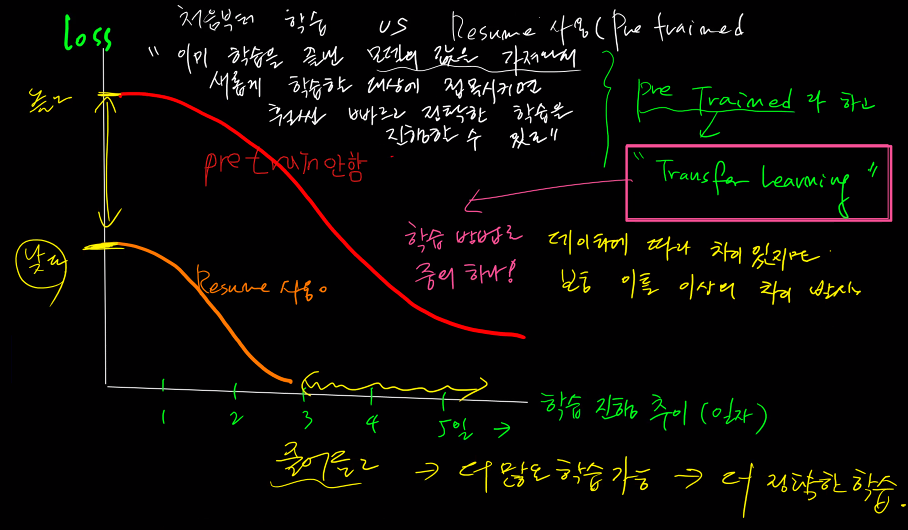 Loss
처음부터 학습 vs Resume 사용 (Pre trained
" 이미 학습을 끝낸 모델의 값을 가져와서
새롭게 학습할 대상에 접목시키면
훨씬 빠르고 정확한 학습을
진행할 수 있음"
pre Trained 라 하고
"Transfer Learning"
학습 방법론
중의 하나!
높고
pre train 안함
데이터에 따라 차이 있지만
보통 이틀 이상의 차이 발생
낮고
Resume 사용.
1 2 3 4 5일 →
학습 진행 추이 (일자)
줄어들고 → 더 많은 학습 가능 → 더 정확한 학습.